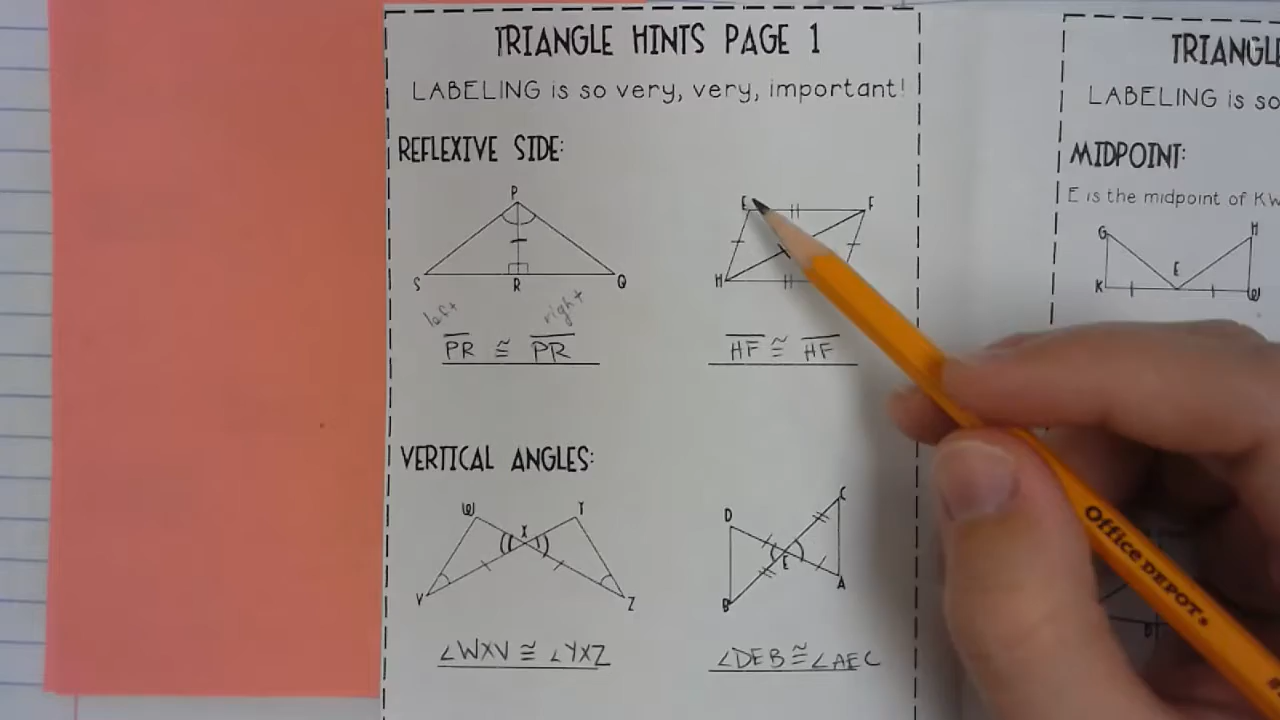 TRIANGLE HINTS PAGE 1
LABELING is so very, very, important!
REFLEXIVE SIDE:
P
S R Q
E F
H
left right
PR ≅ PR
HF ≅ HF
VERTICAL ANGLES:
W X Y
V Z
D C
E
B A
∠WXV ≅ ∠YXZ
∠DEB ≅ ∠AEC
TRIANGLE
LABELING is so
MIDPOINT:
E is the midpoint of KW
G H
E
K W
Office DEPOT